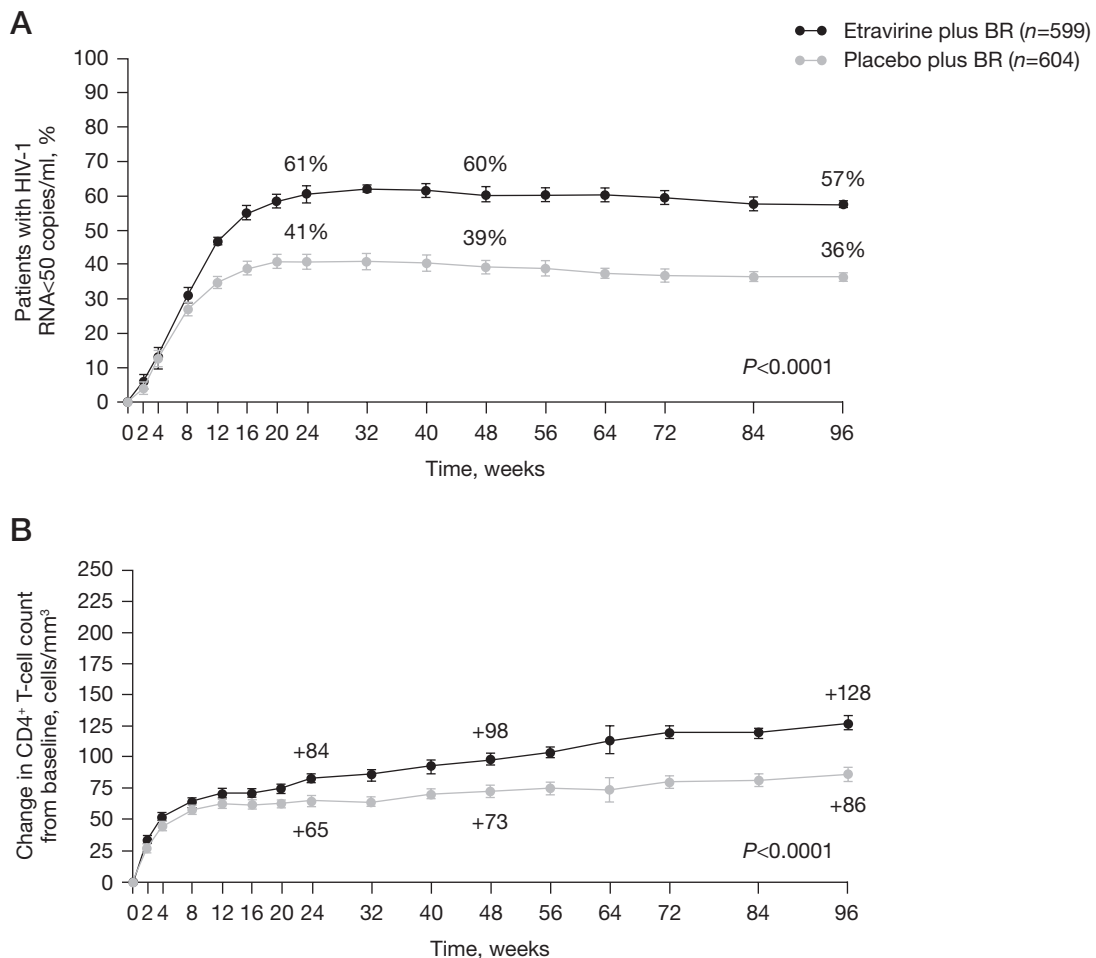 A
Etravirine plus BR (n=599)
Placebo plus BR (n=604)
Patients with HIV-1
RNA<50 copies/ml, %
100
90
80
70
60
50
40
30
20
10
0
61%
60%
57%
41%
39%
36%
P<0.0001
0 2 4 8 12 16 20 24 32 40 48 56 64 72 84 96
Time, weeks
B
Change in CD4+ T-cell count
from baseline, cells/mm³
250
225
200
175
150
125
100
75
50
25
0
+84
+98
+128
+65
+73
+86
P<0.0001
0 2 4 8 12 16 20 24 32 40 48 56 64 72 84 96
Time, weeks